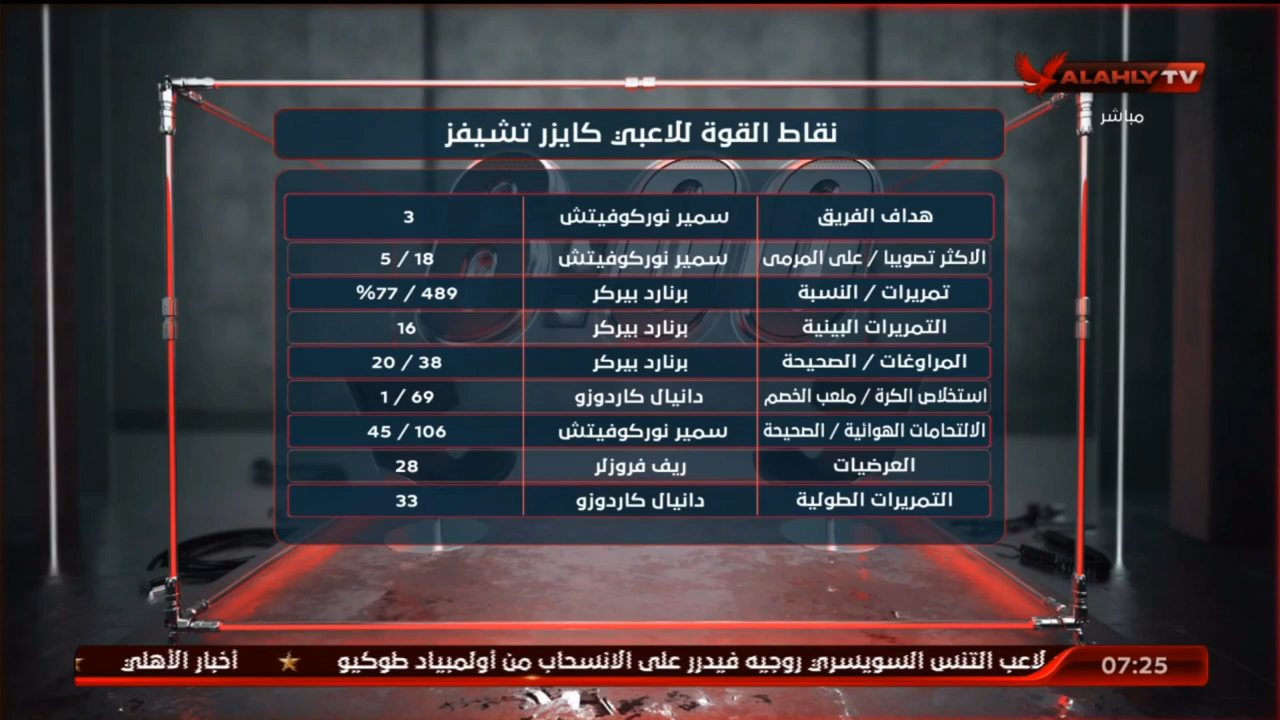 ALAHLY TV
مباشر
نقاط القوة للاعبي كايزر تشيفز
هداف الفريق سمير نوركوفيتش 3
الاكثر تصويبا / على المرمى سمير نوركوفيتش 18 / 5
تمريرات / النسبة برنارد بيركر 489 / 77%
التمريرات البينية برنارد بيركر 16
المراوغات / الصحيحة برنارد بيركر 38 / 20
استخلاص الكرة / ملعب الخصم دانيال كاردوزو 69 / 1
الالتحامات الهوائية / الصحيحة سمير نوركوفيتش 106 / 45
العرضيات ريف فروزلر 28
التمريرات الطولية دانيال كاردوزو 33
07:25 لاعب التنس السويسري روجيه فيدرر على الانسحاب من أولمبياد طوكيو أخبار الأهلي